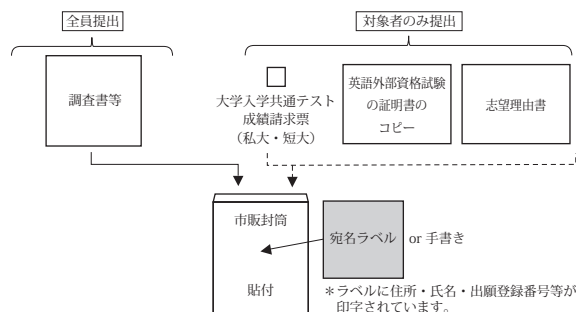 全員提出
対象者のみ提出
調査書等
大学入学共通テスト
成績請求票
（私大・短大）
英語外部資格試験
の証明書の
コピー
志望理由書
市販封筒
貼付
宛名ラベル
or 手書き
＊ラベルに住所・氏名・出願登録番号等が
印字されています。